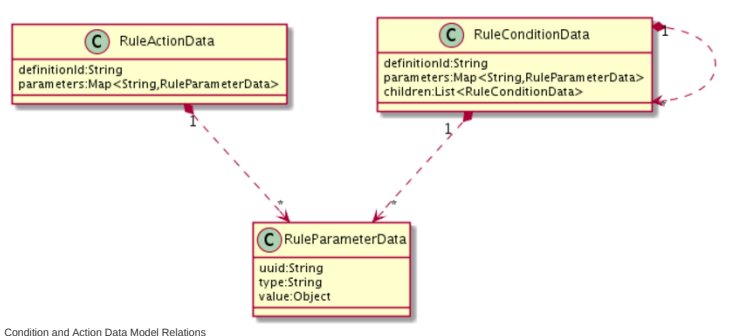 C RuleActionData
definitionId:String
parameters:Map<String,RuleParameterData>
C RuleConditionData
definitionId:String
parameters:Map<String,RuleParameterData>
children:List<RuleConditionData>
1
*
1
*
1
*
C RuleParameterData
uuid:String
type:String
value:Object
Condition and Action Data Model Relations